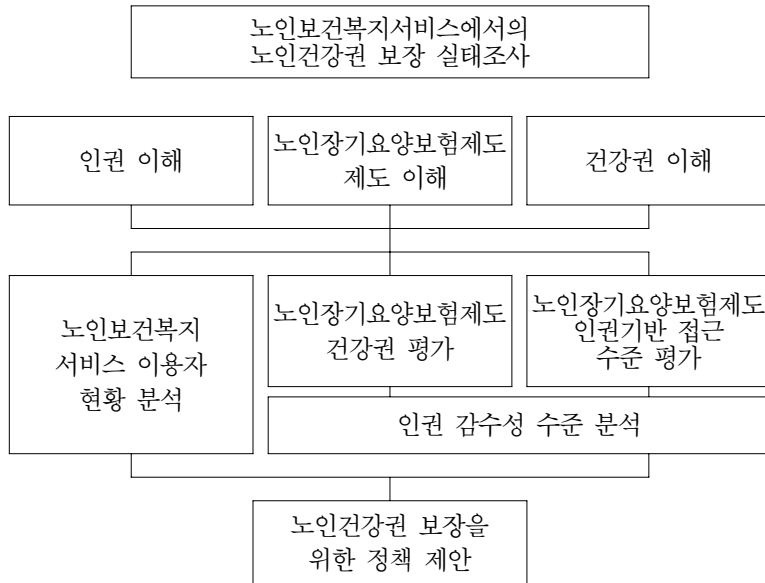 노인보건복지서비스에서의
노인건강권 보장 실태조사
인권 이해
노인장기요양보험제도
제도 이해
건강권 이해
노인보건복지
서비스 이용자
현황 분석
노인장기요양보험제도
건강권 평가
노인장기요양보험제도
인권기반 접근
수준 평가
인권 감수성 수준 분석
노인건강권 보장을
위한 정책 제안